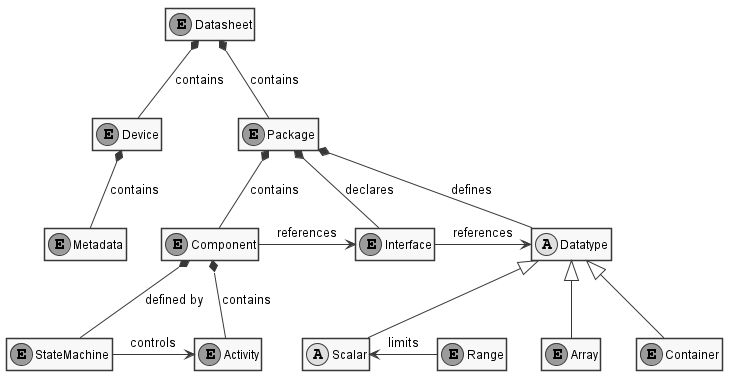 E Datasheet
contains
contains
E Device
E Package
contains
contains
declares
defines
E Metadata
E Component
references
E Interface
references
A Datatype
defined by
contains
E StateMachine
controls
E Activity
A Scalar
limits
E Range
E Array
E Container